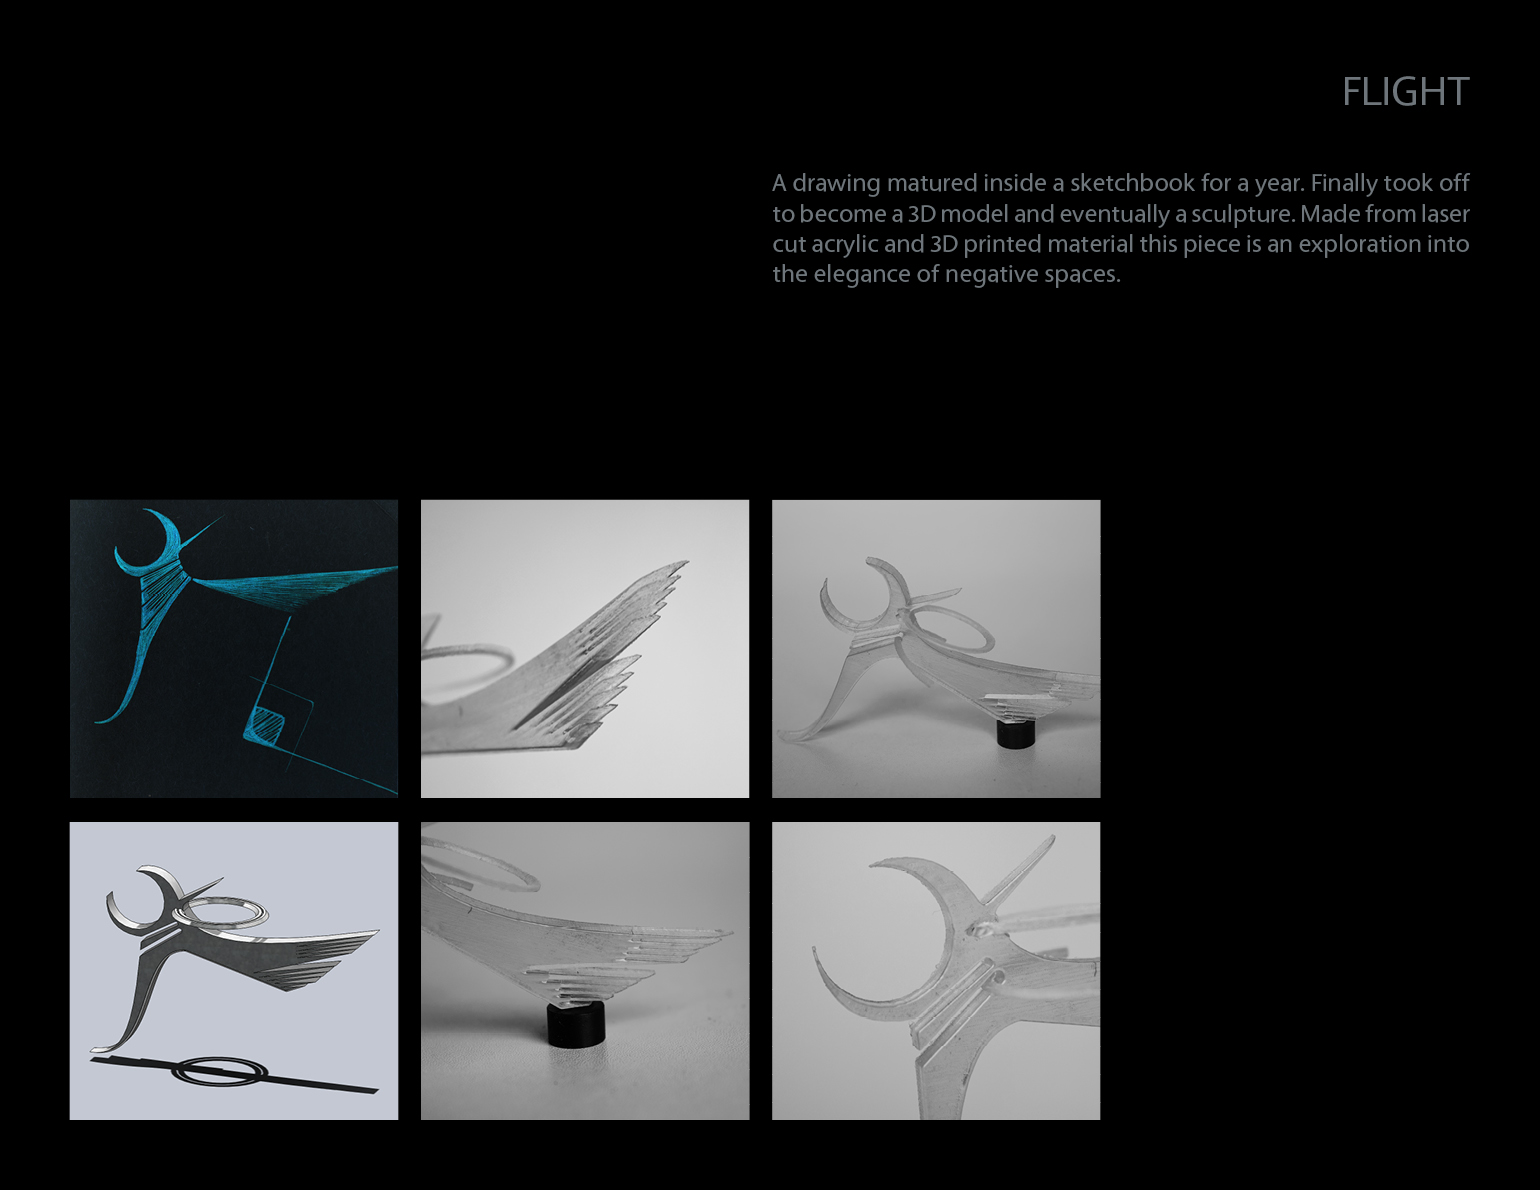 FLIGHT
A drawing matured inside a sketchbook for a year. Finally took off
to become a 3D model and eventually a sculpture. Made from laser
cut acrylic and 3D printed material this piece is an exploration into
the elegance of negative spaces.